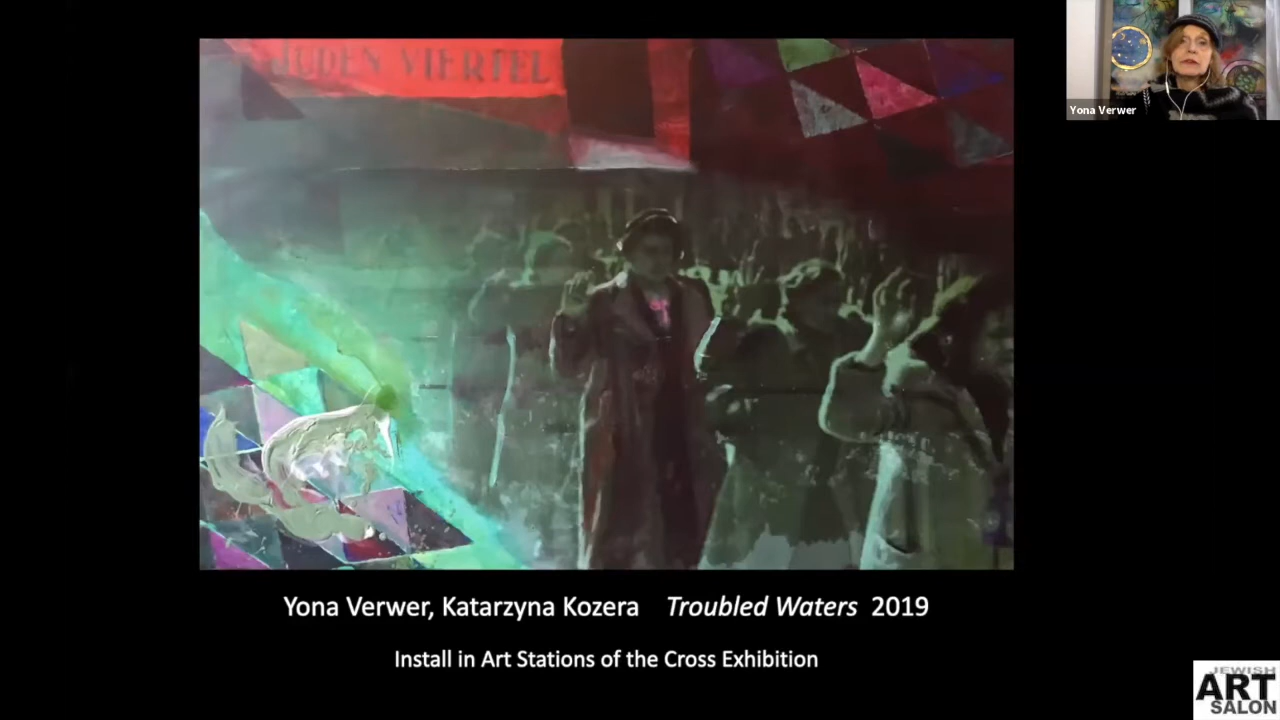 JUDEN VIERTEL
Yona Verwer
Yona Verwer, Katarzyna Kozera Troubled Waters 2019
Install in Art Stations of the Cross Exhibition
JEWISH
ART
SALON